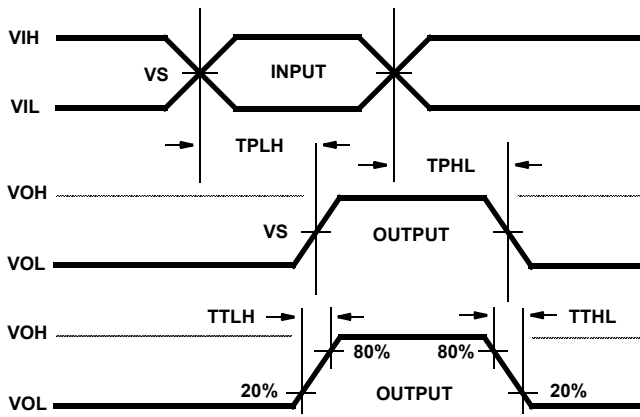 VIH
VS INPUT
VIL
TPLH TPHL
VOH
VS OUTPUT
VOL
TTLH TTHL
VOH
80% 80%
20% OUTPUT 20%
VOL